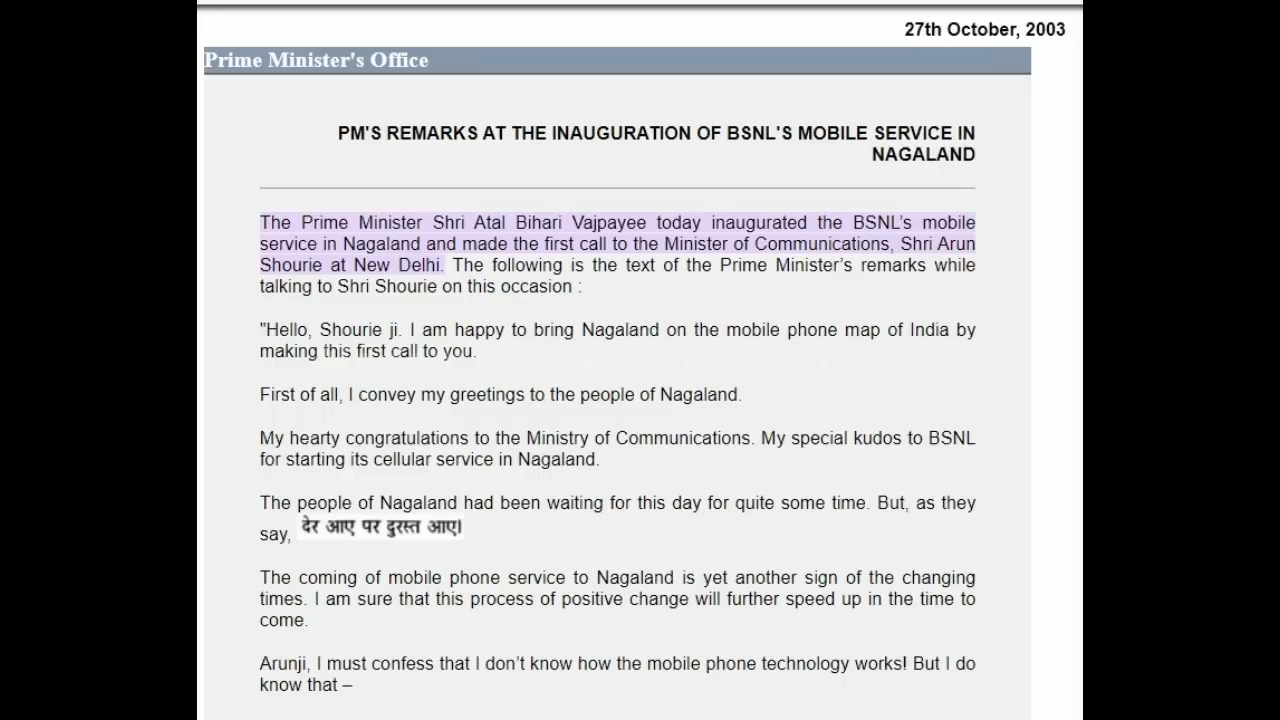 27th October, 2003
Prime Minister's Office
PM'S REMARKS AT THE INAUGURATION OF BSNL'S MOBILE SERVICE IN
NAGALAND
The Prime Minister Shri Atal Bihari Vajpayee today inaugurated the BSNL's mobile
service in Nagaland and made the first call to the Minister of Communications, Shri Arun
Shourie at New Delhi. The following is the text of the Prime Minister's remarks while
talking to Shri Shourie on this occasion :
"Hello, Shourie ji. I am happy to bring Nagaland on the mobile phone map of India by
making this first call to you.
First of all, I convey my greetings to the people of Nagaland.
My hearty congratulations to the Ministry of Communications. My special kudos to BSNL
for starting its cellular service in Nagaland.
The people of Nagaland had been waiting for this day for quite some time. But, as they
say, देर आए पर दुरस्त आए।
The coming of mobile phone service to Nagaland is yet another sign of the changing
times. I am sure that this process of positive change will further speed up in the time to
come.
Arunji, I must confess that I don't know how the mobile phone technology works! But I do
know that –